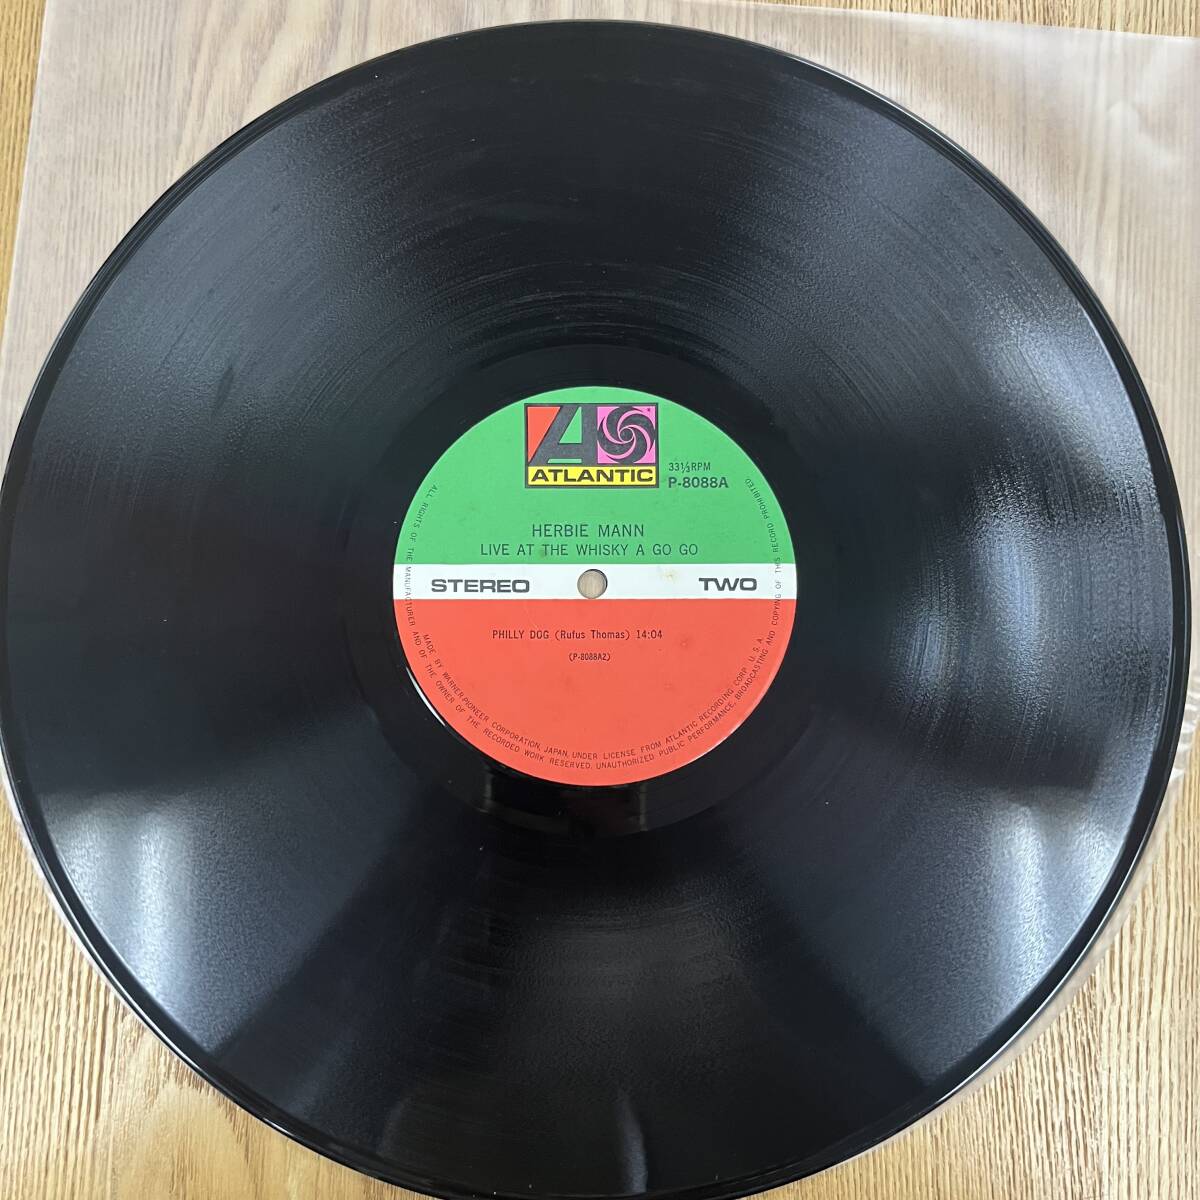 ATLANTIC
33⅓RPM
P-8088A
HERBIE MANN
LIVE AT THE WHISKY A GO GO
STEREO TWO
PHILLY DOG (Rufus Thomas) 14:04
(P-8088A2)
MADE BY WARNER-PIONEER CORPORATION, JAPAN, UNDER LICENSE FROM ATLANTIC RECORDING CORP. U.S.A.
ALL RIGHTS OF THE MANUFACTURER AND OF THE OWNER OF THE RECORDED WORK RESERVED. UNAUTHORIZED PUBLIC PERFORMANCE, BROADCASTING AND COPYING OF THIS RECORD PROHIBITED